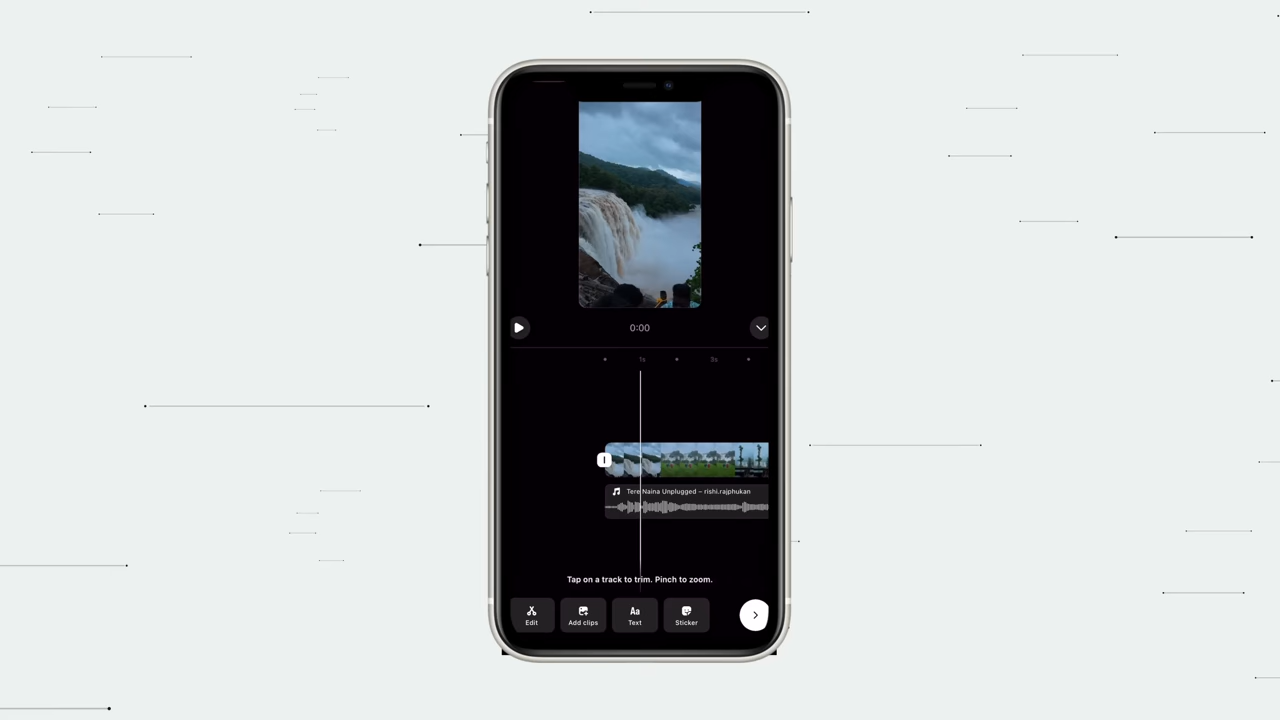 0:00
1s
3s
Tere Naina Unplugged – rishi.rajphukan
Tap on a track to trim. Pinch to zoom.
Edit
Add clips
Aa
Text
Sticker